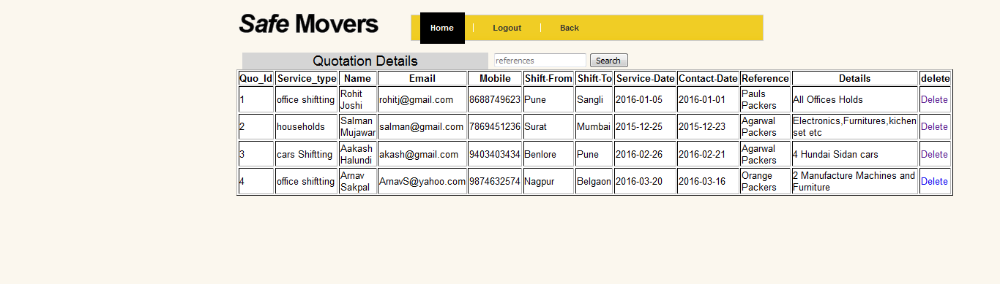 Safe Movers
Home Logout Back
Quotation Details references Search
Quo_Id Service_type Name Email Mobile Shift-From Shift-To Service-Date Contact-Date Reference Details delete
1 office shiftting Rohit Joshi rohitj@gmail.com 8688749623 Pune Sangli 2016-01-05 2016-01-01 Pauls Packers All Offices Holds Delete
2 households Salman Mujawar salman@gmail.com 7869451236 Surat Mumbai 2015-12-25 2015-12-23 Agarwal Packers Electronics,Furnitures,kichen set etc Delete
3 cars Shiftting Aakash Halundi akash@gmail.com 9403403434 Benlore Pune 2016-02-26 2016-02-21 Agarwal Packers 4 Hundai Sidan cars Delete
4 office shiftting Arnav Sakpal ArnavS@yahoo.com 9874632574 Nagpur Belgaon 2016-03-20 2016-03-16 Orange Packers 2 Manufacture Machines and Furniture Delete